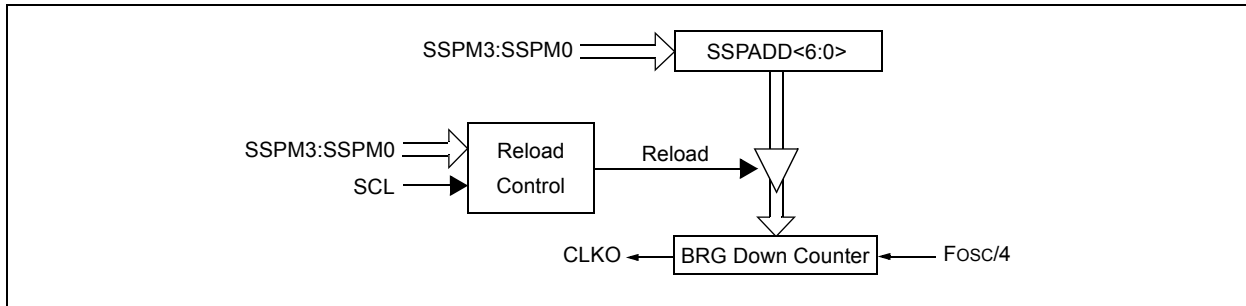 SSPM3:SSPM0
SSPADD<6:0>
SSPM3:SSPM0
SCL
Reload
Control
Reload
CLKO
BRG Down Counter
FOSC/4